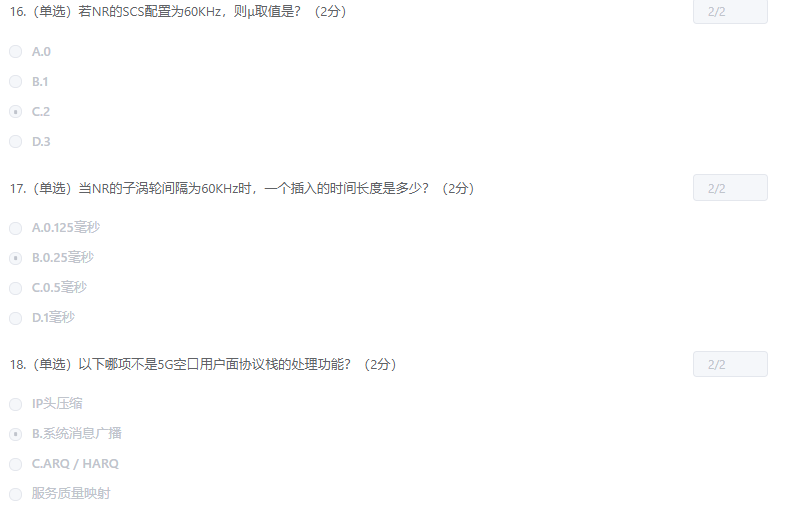 16.（单选）若NR的SCS配置为60KHz，则μ取值是？（2分）
2/2
A.0
B.1
C.2
D.3
17.（单选）当NR的子涡轮间隔为60KHz时，一个插入的时间长度是多少？（2分）
2/2
A.0.125毫秒
B.0.25毫秒
C.0.5毫秒
D.1毫秒
18.（单选）以下哪项不是5G空口用户面协议栈的处理功能？（2分）
2/2
IP头压缩
B.系统消息广播
C.ARQ / HARQ
服务质量映射